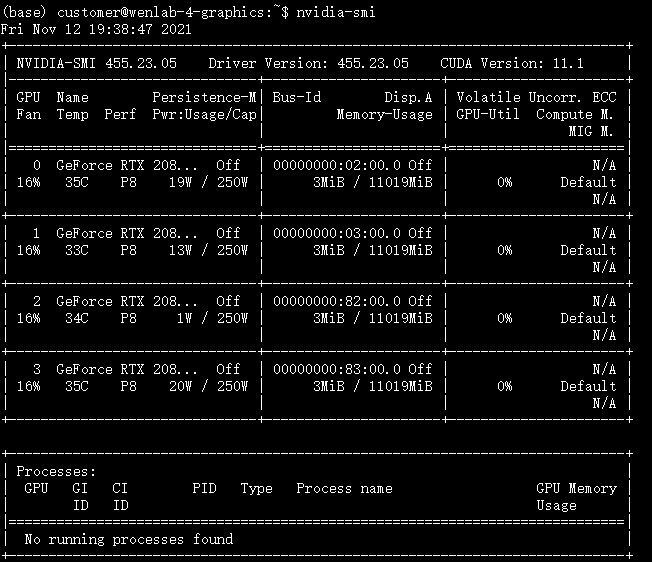 (base) customer@wenlab-4-graphics:~$ nvidia-smi
Fri Nov 12 19:38:47 2021
NVIDIA-SMI 455.23.05 Driver Version: 455.23.05 CUDA Version: 11.1
GPU Name Persistence-M| Bus-Id Disp.A | Volatile Uncorr. ECC
Fan Temp Perf Pwr:Usage/Cap| Memory-Usage | GPU-Util Compute M.
MIG M.
0 GeForce RTX 208... Off | 00000000:02:00.0 Off | N/A
16% 35C P8 19W / 250W | 3MiB / 11019MiB | 0% Default
N/A
1 GeForce RTX 208... Off | 00000000:03:00.0 Off | N/A
16% 33C P8 13W / 250W | 3MiB / 11019MiB | 0% Default
N/A
2 GeForce RTX 208... Off | 00000000:82:00.0 Off | N/A
16% 34C P8 1W / 250W | 3MiB / 11019MiB | 0% Default
N/A
3 GeForce RTX 208... Off | 00000000:83:00.0 Off | N/A
16% 35C P8 20W / 250W | 3MiB / 11019MiB | 0% Default
N/A
Processes:
GPU GI CI PID Type Process name GPU Memory
ID ID Usage
No running processes found